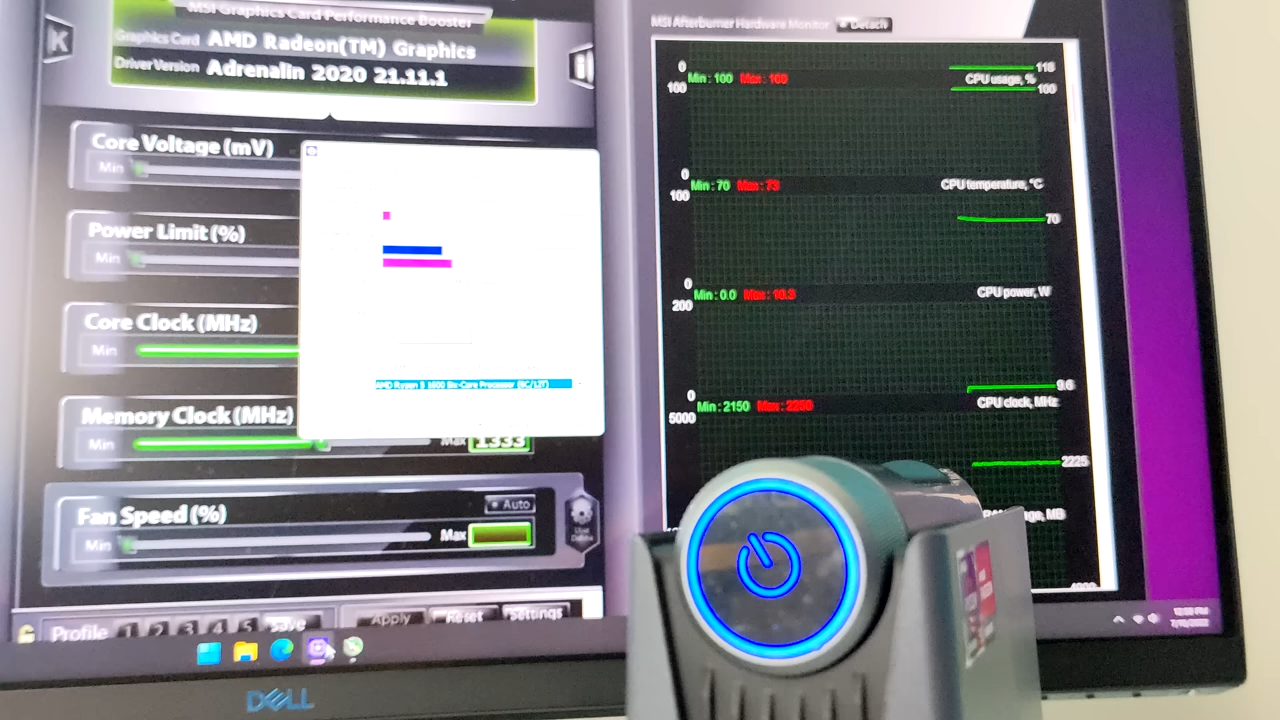 MSI Graphics Card Performance Booster
Graphics Card AMD Radeon(TM) Graphics
Driver Version Adrenalin 2020 21.11.1
K
i
Core Voltage (mV)
Min
Power Limit (%)
Min
Core Clock (MHz)
Min
Memory Clock (MHz)
Min Max 1333
Fan Speed (%)
Auto
Min Max
User Define
Profile 1 2 3 4 5 Save Apply Reset Settings
MSI Afterburner Hardware Monitor Detach
0 116
Min : 100 Max : 100 CPU usage, %
100 100
0
Min : 70 Max : 73 CPU temperature, °C
100
70
0
Min : 0.0 Max : 10.3 CPU power, W
200
9.6
0
Min : 2150 Max : 2250 CPU clock, MHz
5000
2225
MB
DELL